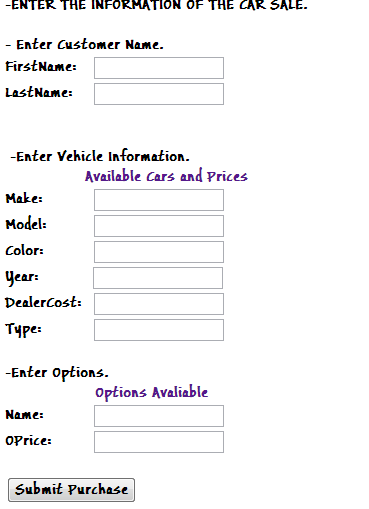 -ENTER THE INFORMATION OF THE CAR SALE.
- Enter Customer Name.
FirstName:
LastName:
-Enter Vehicle Information.
Available Cars and Prices
Make:
Model:
Color:
Year:
DealerCost:
Type:
-Enter Options.
Options Avaliable
Name:
OPrice:
Submit Purchase